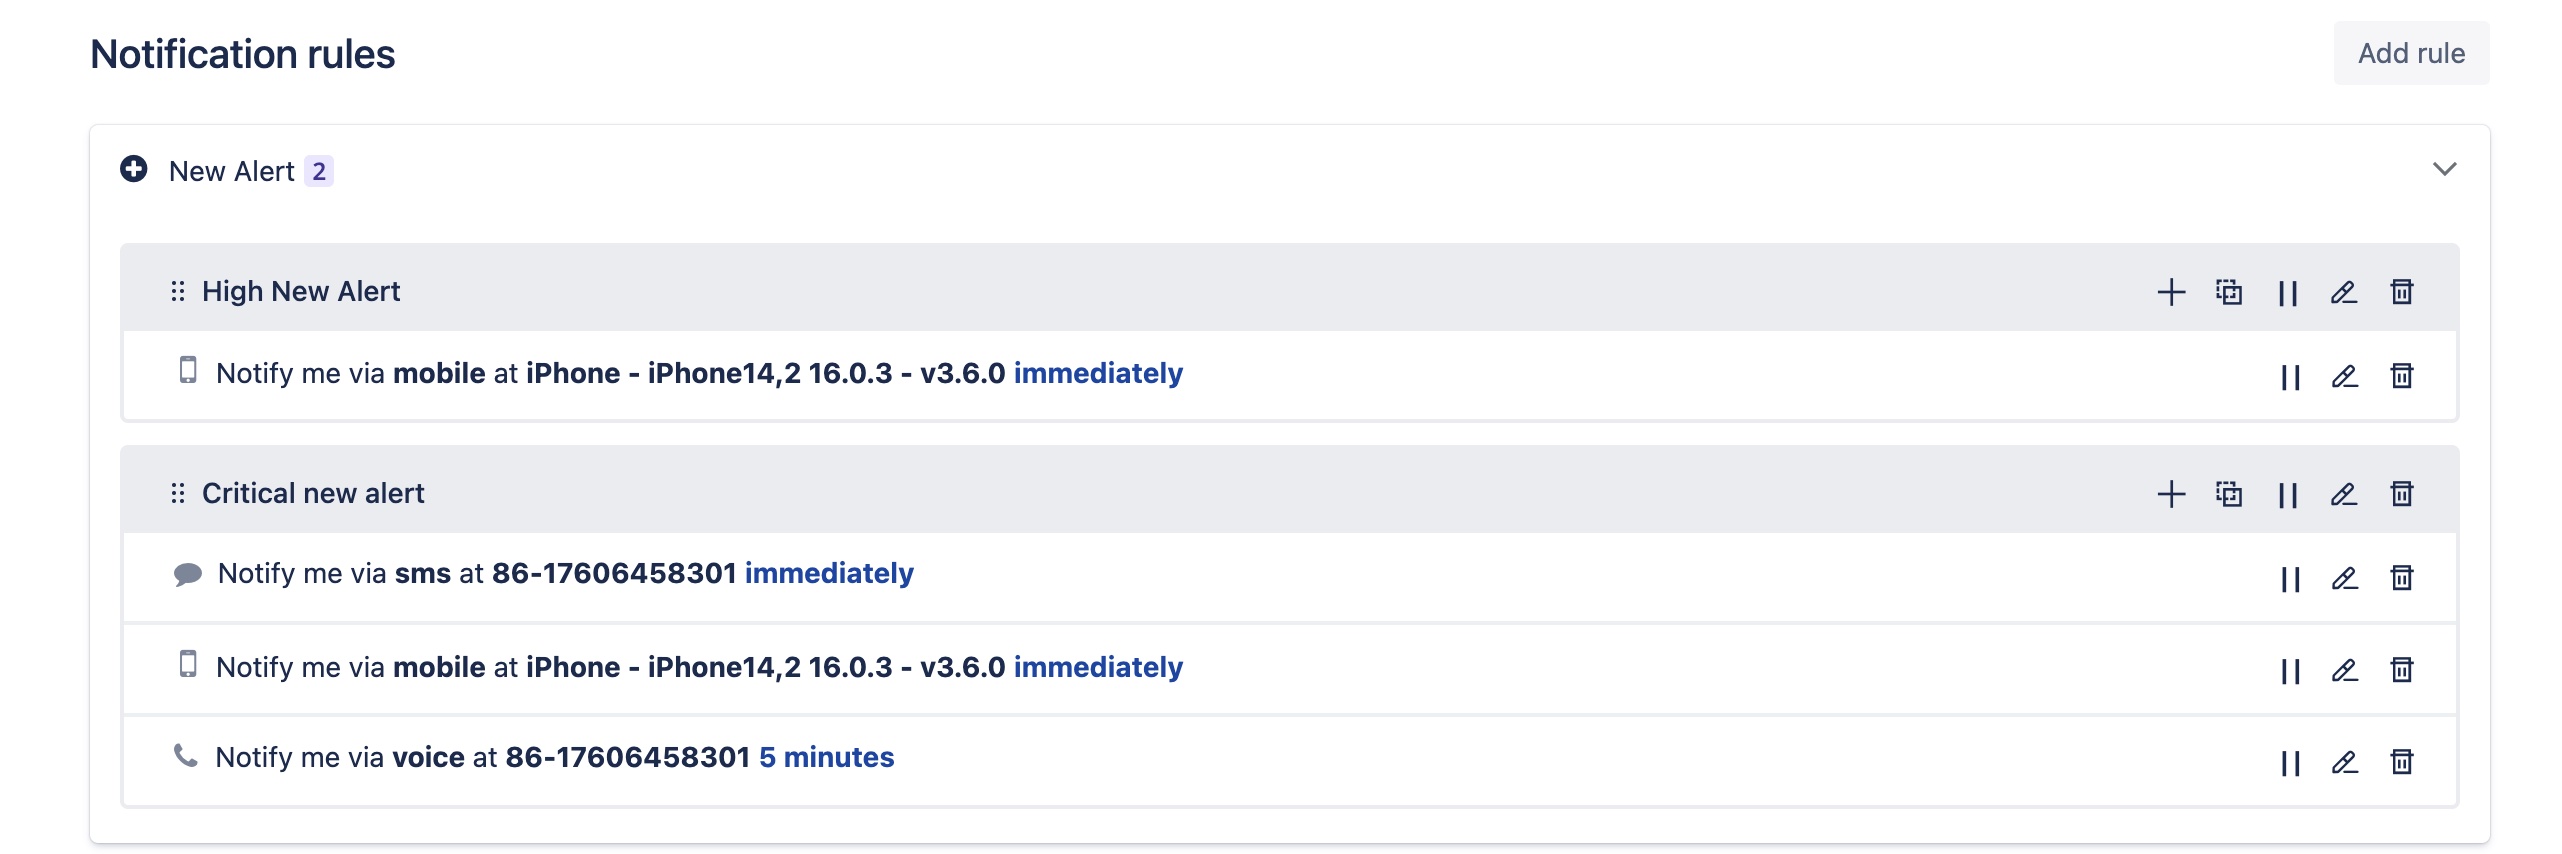 Notification rules
Add rule
New Alert 2
High New Alert
Notify me via mobile at iPhone - iPhone14,2 16.0.3 - v3.6.0 immediately
Critical new alert
Notify me via sms at 86-17606458301 immediately
Notify me via mobile at iPhone - iPhone14,2 16.0.3 - v3.6.0 immediately
Notify me via voice at 86-17606458301 5 minutes